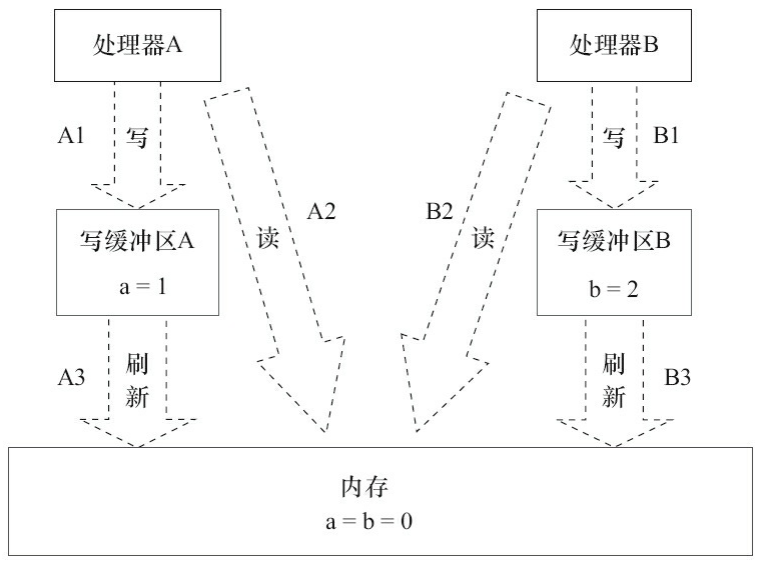 处理器A
处理器B
A1
写
写
B1
A2
B2
读
读
写缓冲区A
a = 1
写缓冲区B
b = 2
A3
刷
新
刷
新
B3
内存
a = b = 0